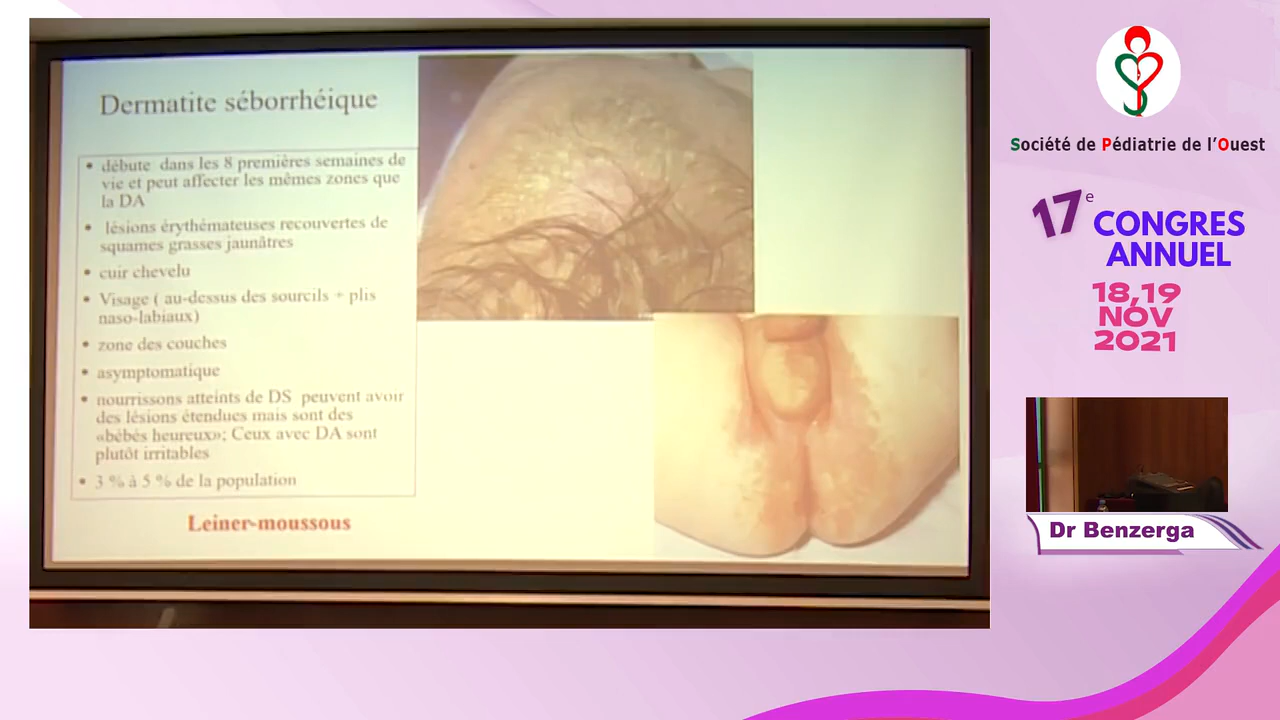 Dermatite séborrhéique
• débute dans les 8 premières semaines de
vie et peut affecter les mêmes zones que
la DA
• lésions érythémateuses recouvertes de
squames grasses jaunâtres
• cuir chevelu
• Visage ( au-dessus des sourcils + plis
naso-labiaux)
• zone des couches
• asymptomatique
• nourrissons atteints de DS peuvent avoir
des lésions étendues mais sont des
«bébés heureux»; Ceux avec DA sont
plutôt irritables
• 3 % à 5 % de la population
Leiner-moussous
Société de Pédiatrie de l'Ouest
17e
CONGRES
ANNUEL
18,19
NOV
2021
Dr Benzerga